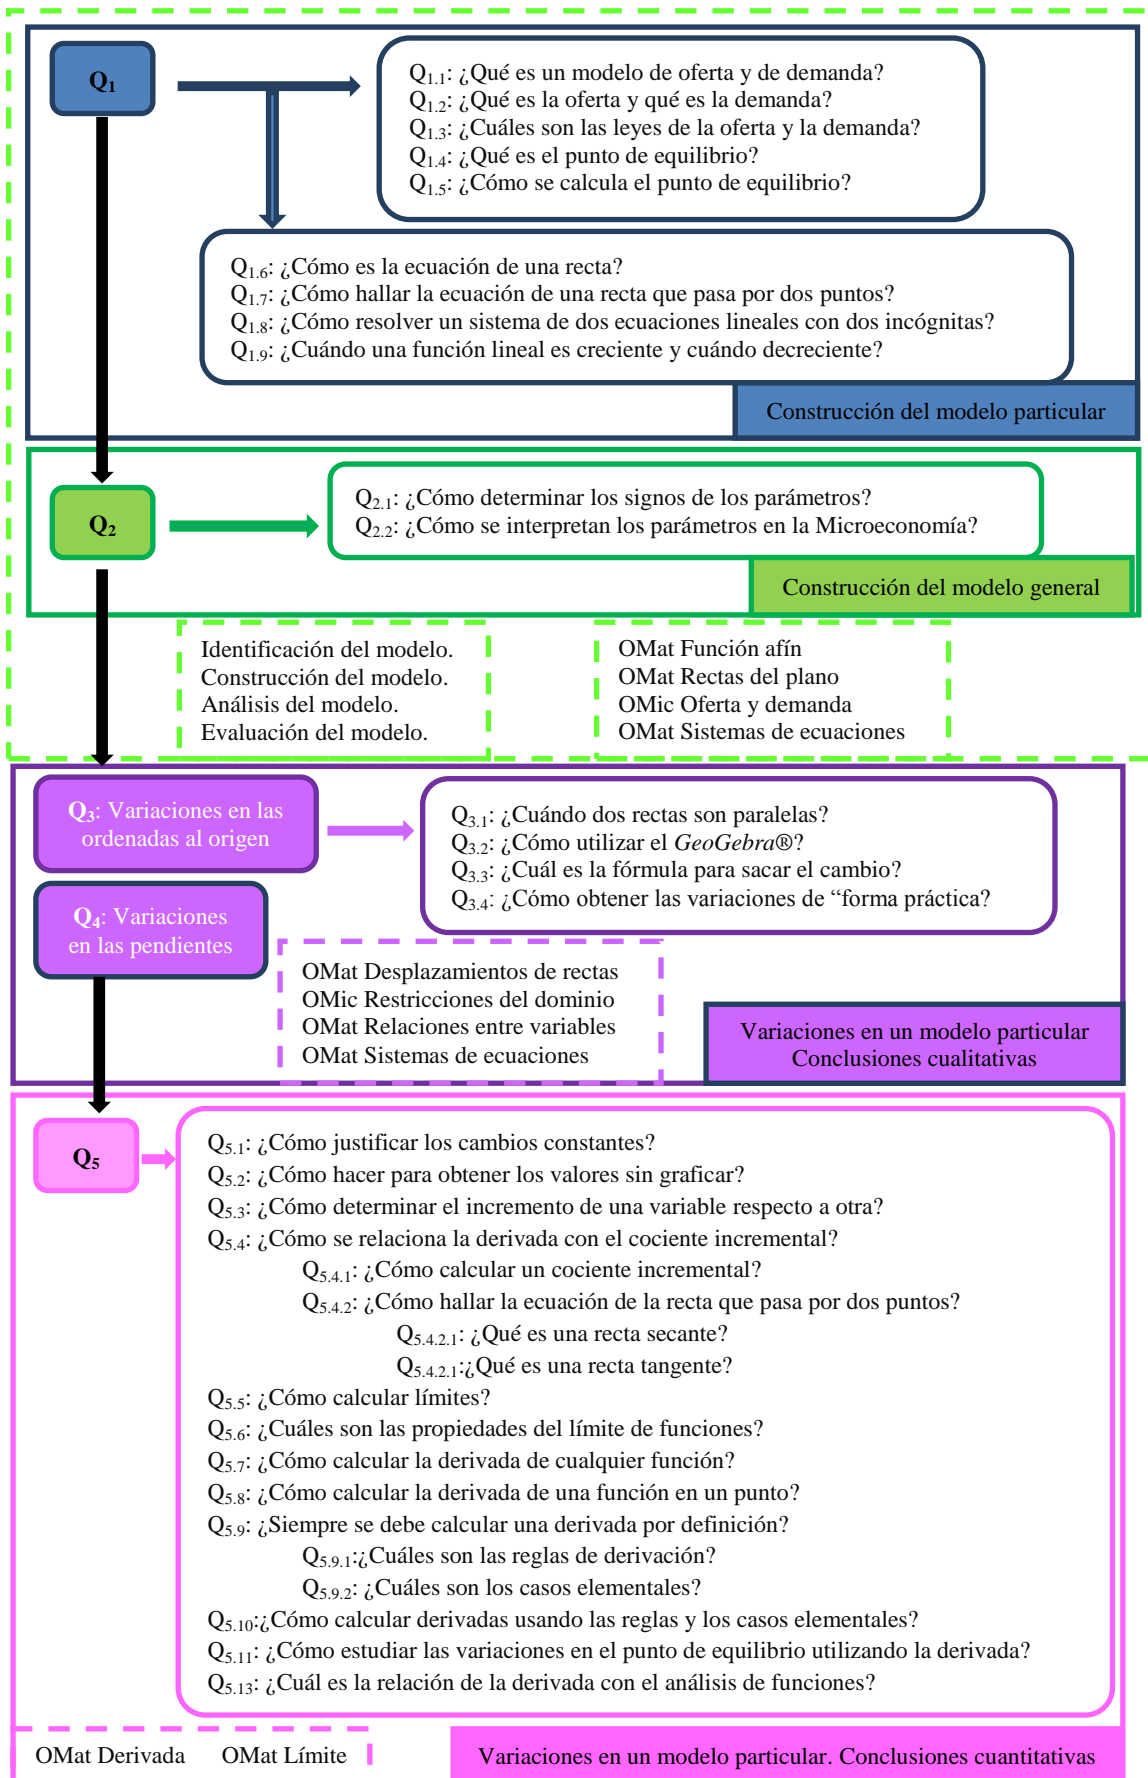 Q1
Q1.1: ¿Qué es un modelo de oferta y de demanda?
Q1.2: ¿Qué es la oferta y qué es la demanda?
Q1.3: ¿Cuáles son las leyes de la oferta y la demanda?
Q1.4: ¿Qué es el punto de equilibrio?
Q1.5: ¿Cómo se calcula el punto de equilibrio?
Q1.6: ¿Cómo es la ecuación de una recta?
Q1.7: ¿Cómo hallar la ecuación de una recta que pasa por dos puntos?
Q1.8: ¿Cómo resolver un sistema de dos ecuaciones lineales con dos incógnitas?
Q1.9: ¿Cuándo una función lineal es creciente y cuándo decreciente?
Construcción del modelo particular
Q2
Q2.1: ¿Cómo determinar los signos de los parámetros?
Q2.2: ¿Cómo se interpretan los parámetros en la Microeconomía?
Construcción del modelo general
Identificación del modelo.
Construcción del modelo.
Análisis del modelo.
Evaluación del modelo.
OMat Función afín
OMat Rectas del plano
OMic Oferta y demanda
OMat Sistemas de ecuaciones
Q3: Variaciones en las
ordenadas al origen
Q3.1: ¿Cuándo dos rectas son paralelas?
Q3.2: ¿Cómo utilizar el GeoGebra®?
Q3.3: ¿Cuál es la fórmula para sacar el cambio?
Q3.4: ¿Cómo obtener las variaciones de “forma práctica?
Q4: Variaciones
en las pendientes
OMat Desplazamientos de rectas
OMic Restricciones del dominio
OMat Relaciones entre variables
OMat Sistemas de ecuaciones
Variaciones en un modelo particular
Conclusiones cualitativas
Q5
Q5.1: ¿Cómo justificar los cambios constantes?
Q5.2: ¿Cómo hacer para obtener los valores sin graficar?
Q5.3: ¿Cómo determinar el incremento de una variable respecto a otra?
Q5.4: ¿Cómo se relaciona la derivada con el cociente incremental?
Q5.4.1: ¿Cómo calcular un cociente incremental?
Q5.4.2: ¿Cómo hallar la ecuación de la recta que pasa por dos puntos?
Q5.4.2.1: ¿Qué es una recta secante?
Q5.4.2.1:¿Qué es una recta tangente?
Q5.5: ¿Cómo calcular límites?
Q5.6: ¿Cuáles son las propiedades del límite de funciones?
Q5.7: ¿Cómo calcular la derivada de cualquier función?
Q5.8: ¿Cómo calcular la derivada de una función en un punto?
Q5.9: ¿Siempre se debe calcular una derivada por definición?
Q5.9.1:¿Cuáles son las reglas de derivación?
Q5.9.2: ¿Cuáles son los casos elementales?
Q5.10:¿Cómo calcular derivadas usando las reglas y los casos elementales?
Q5.11: ¿Cómo estudiar las variaciones en el punto de equilibrio utilizando la derivada?
Q5.13: ¿Cuál es la relación de la derivada con el análisis de funciones?
OMat Derivada OMat Límite
Variaciones en un modelo particular. Conclusiones cuantitativas